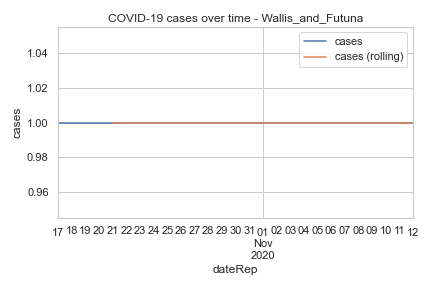 COVID-19 cases over time - Wallis_and_Futuna
cases
cases (rolling)
1.04
1.02
1.00
0.98
0.96
cases
17 18 19 20 21 22 23 24 25 26 27 28 29 30 31 01 02 03 04 05 06 07 08 09 10 11 12
Nov
2020
dateRep